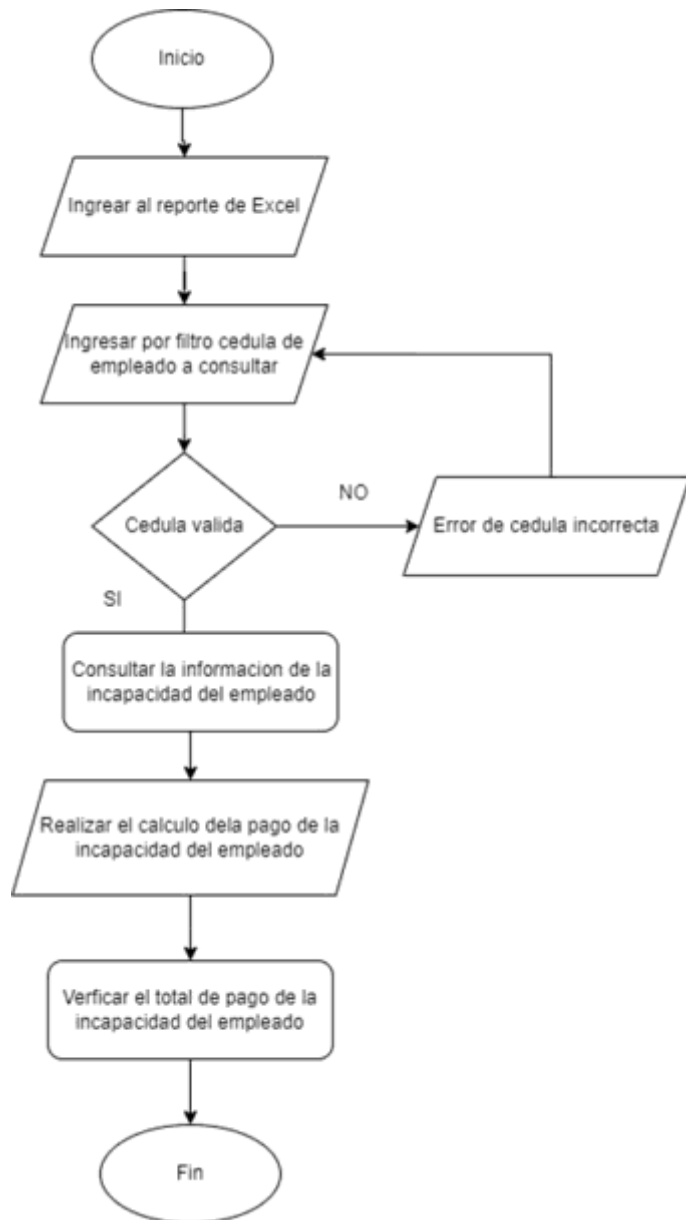 Inicio
Ingrear al reporte de Excel
Ingresar por filtro cedula de
empleado a consultar
Cedula valida
NO
Error de cedula incorrecta
SI
Consultar la informacion de la
incapacidad del empleado
Realizar el calculo dela pago de la
incapacidad del empleado
Verficar el total de pago de la
incapacidad del empleado
Fin